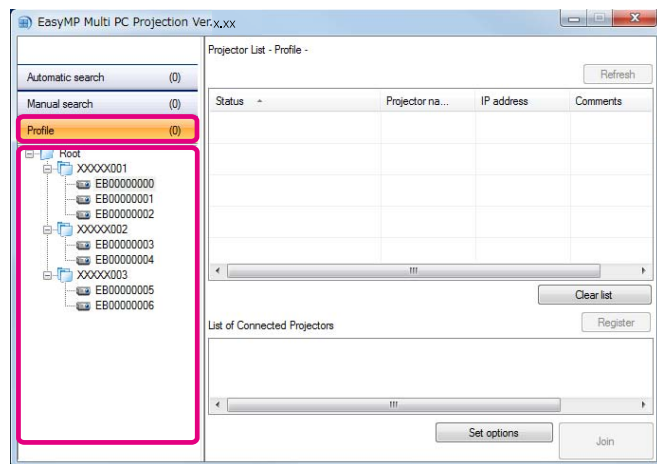 EasyMP Multi PC Projection Ver.x.xx
Projector List - Profile -
Refresh
Automatic search (0)
Manual search (0)
Profile (0)
Root
XXXXX001
EB00000000
EB00000001
EB00000002
XXXXX002
EB00000003
EB00000004
XXXXX003
EB00000005
EB00000006
Status Projector na... IP address Comments
Clear list
List of Connected Projectors
Register
Set options
Join